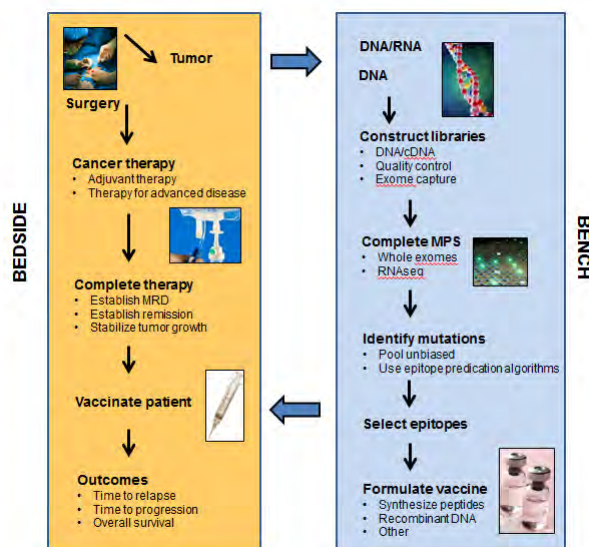 BEDSIDE
Tumor
Surgery
Cancer therapy
• Adjuvant therapy
• Therapy for advanced disease
Complete therapy
• Establish MRD
• Establish remission
• Stabilize tumor growth
Vaccinate patient
Outcomes
• Time to relapse
• Time to progression
• Overall survival
DNA/RNA
DNA
Construct libraries
• DNA/cDNA
• Quality control
• Exome capture
Complete MPS
• Whole exomes
• RNAseq
Identify mutations
• Pool unbiased
• Use epitope predication algorithms
Select epitopes
Formulate vaccine
• Synthesize peptides
• Recombinant DNA
• Other
BENCH